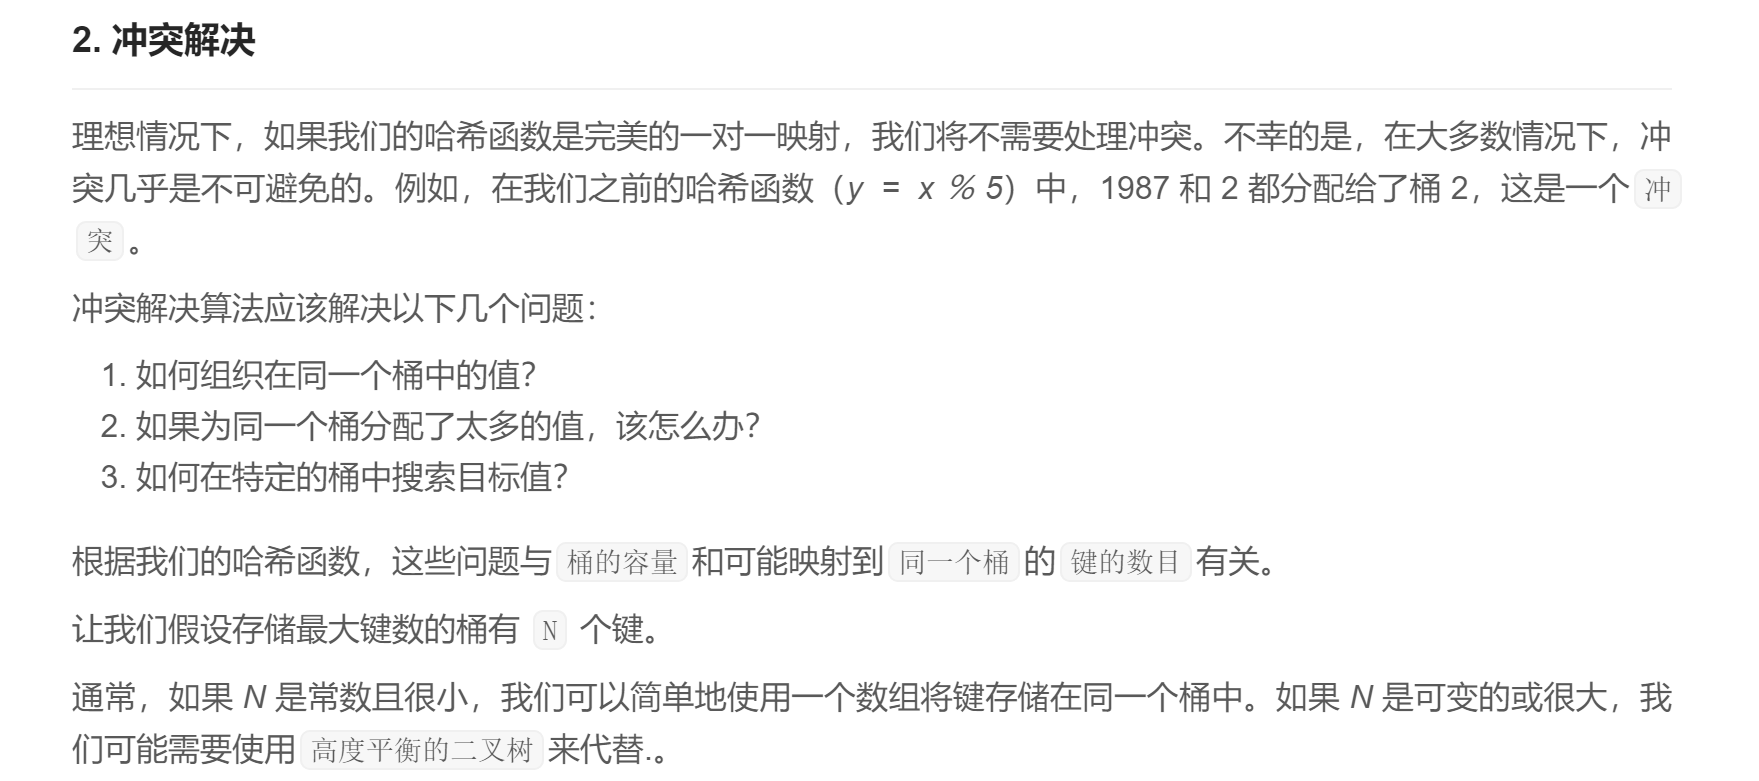 2. 冲突解决
理想情况下，如果我们的哈希函数是完美的一对一映射，我们将不需要处理冲突。不幸的是，在大多数情况下，冲
突几乎是不可避免的。例如，在我们之前的哈希函数（y = x % 5）中，1987 和 2 都分配给了桶 2，这是一个 冲
突 。
冲突解决算法应该解决以下几个问题：
1. 如何组织在同一个桶中的值？
2. 如果为同一个桶分配了太多的值，该怎么办？
3. 如何在特定的桶中搜索目标值？
根据我们的哈希函数，这些问题与 桶的容量 和可能映射到 同一个桶 的 键的数目 有关。
让我们假设存储最大键数的桶有 N 个键。
通常，如果 N 是常数且很小，我们可以简单地使用一个数组将键存储在同一个桶中。如果 N 是可变的或很大，我
们可能需要使用 高度平衡的二叉树 来代替.。